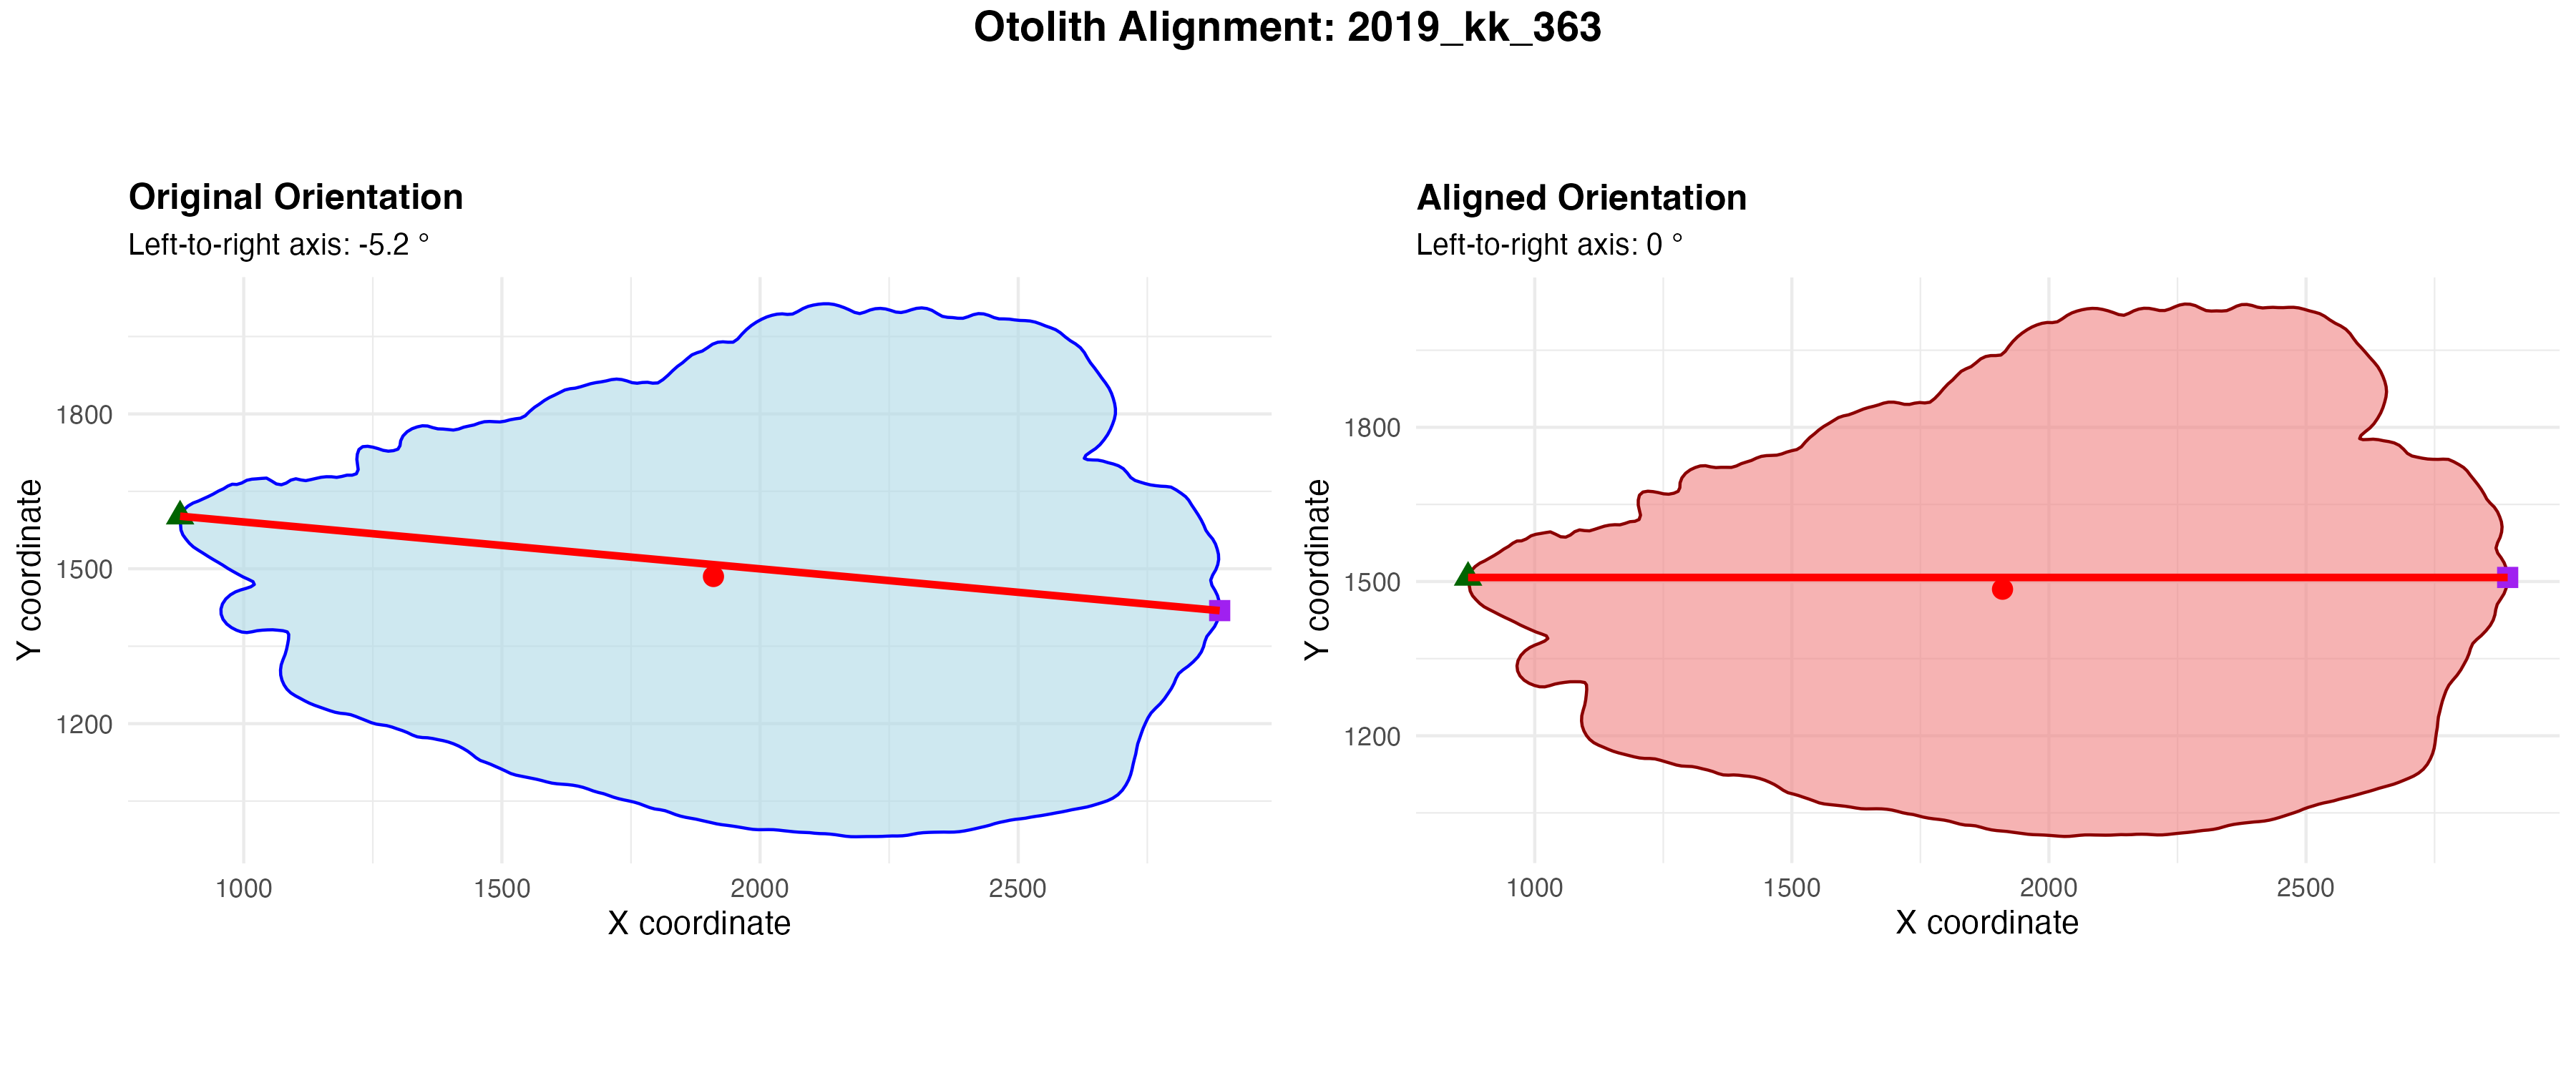 Otolith Alignment: 2019_kk_363
Original Orientation
Left-to-right axis: -5.2 °
1800
1500
1200
Y coordinate
1000 1500 2000 2500
X coordinate
Aligned Orientation
Left-to-right axis: 0 °
1800
1500
1200
Y coordinate
1000 1500 2000 2500
X coordinate